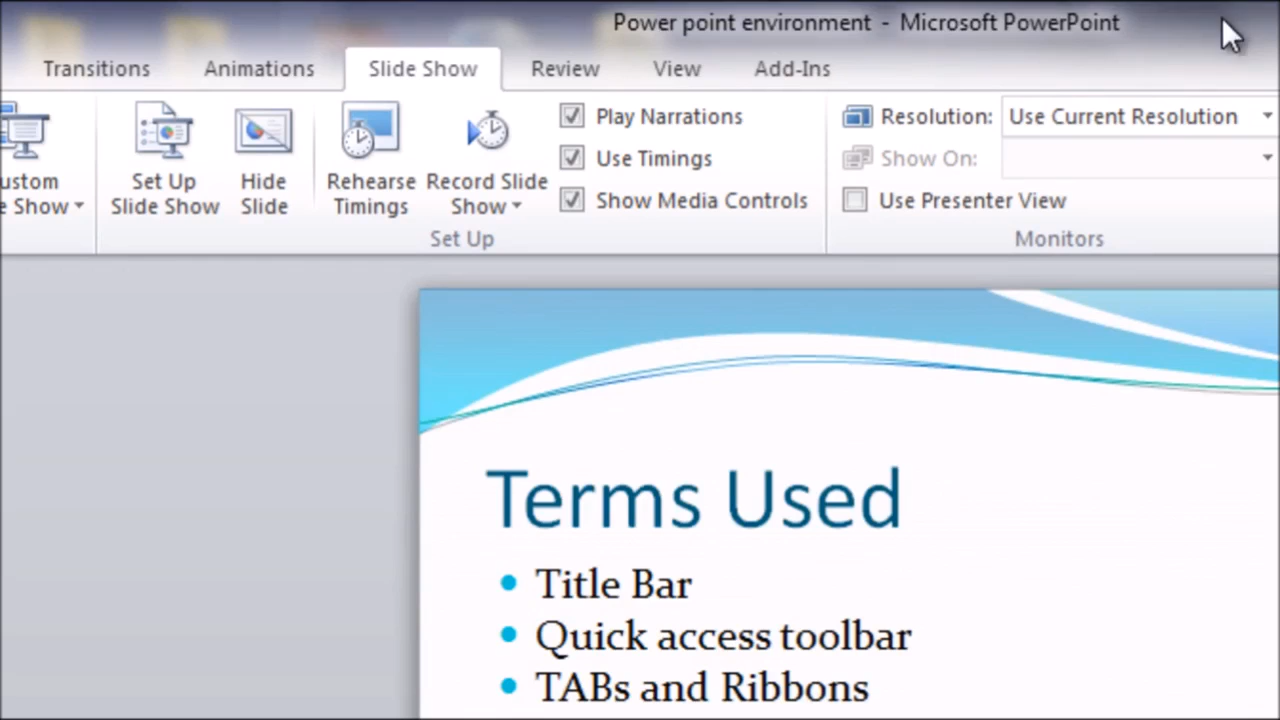 Power point environment - Microsoft PowerPoint
Transitions Animations Slide Show Review View Add-Ins
ustom
e Show
Set Up
Slide Show
Hide
Slide
Rehearse
Timings
Record Slide
Show
Play Narrations
Use Timings
Show Media Controls
Set Up
Resolution: Use Current Resolution
Show On:
Use Presenter View
Monitors
Terms Used
Title Bar
Quick access toolbar
TABs and Ribbons